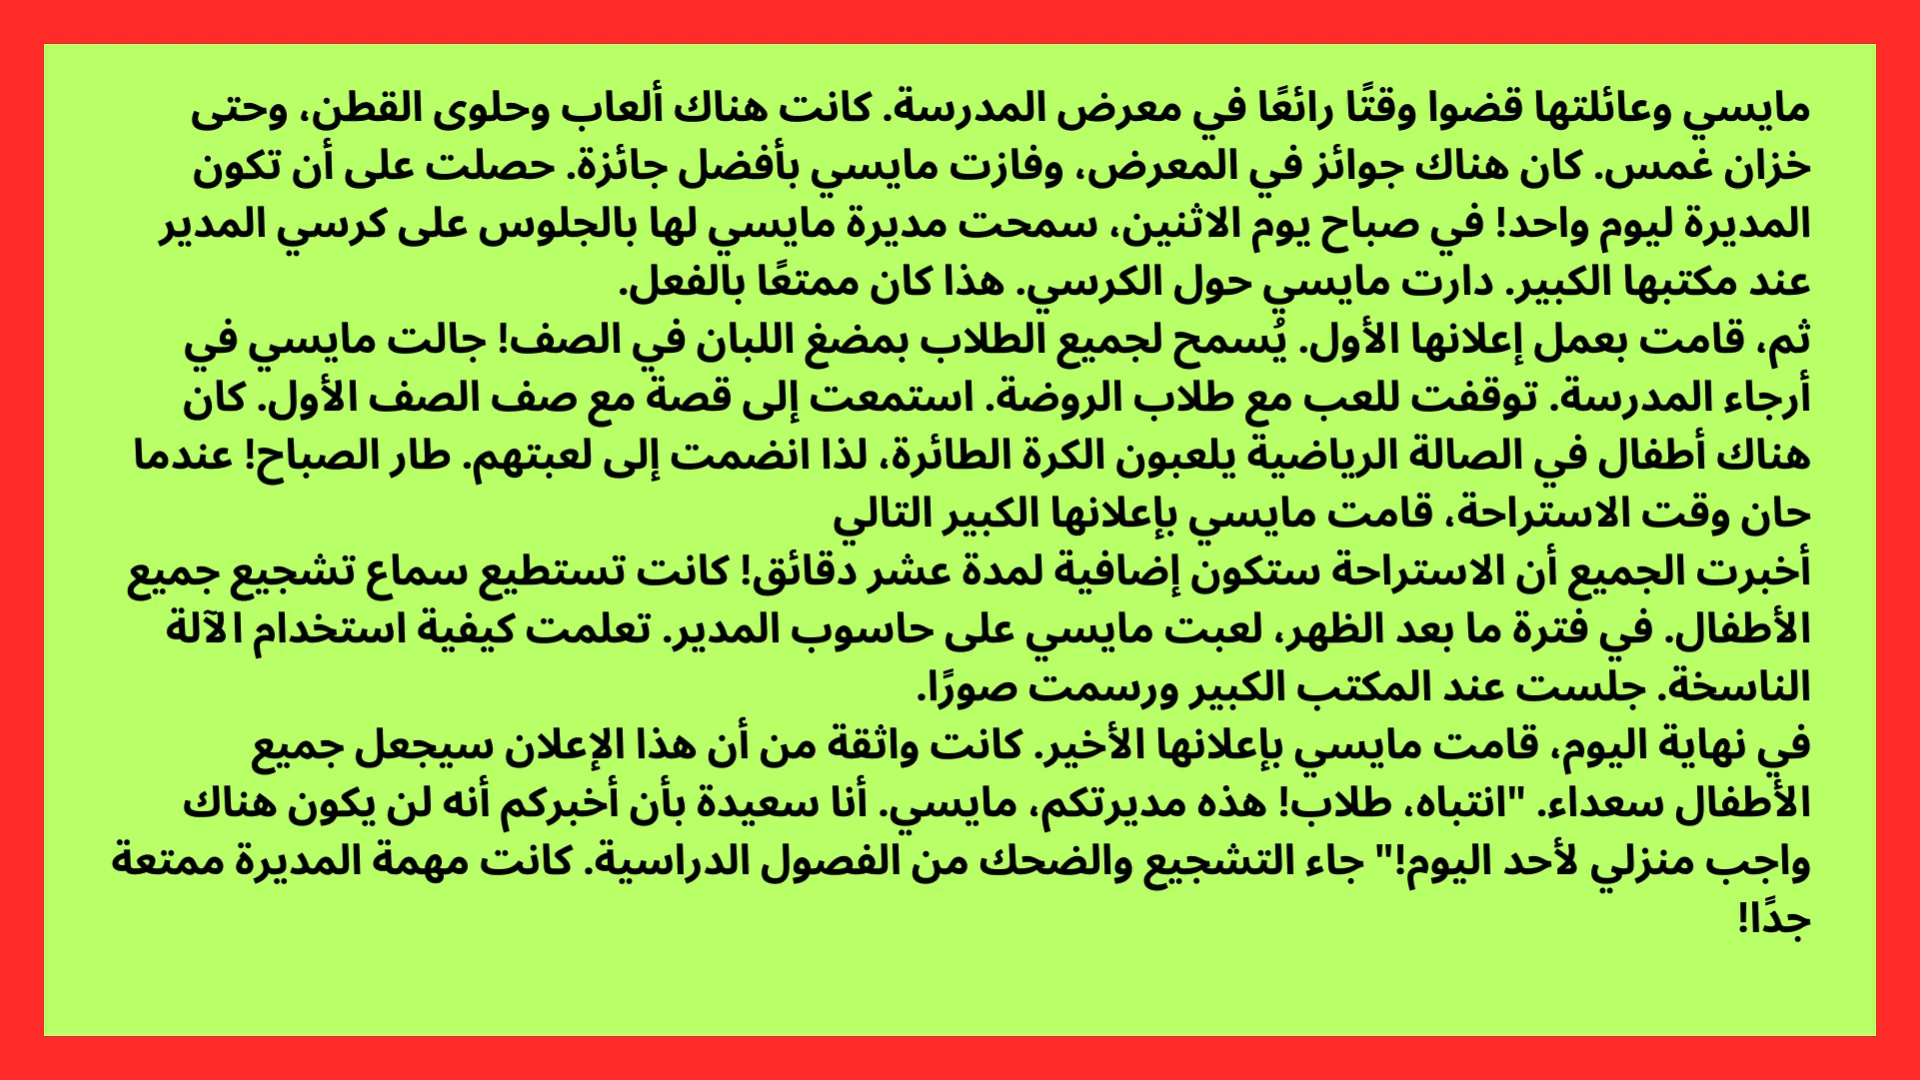 مايسي وعائلتها قضوا وقتًا رائعًا في معرض المدرسة. كانت هناك ألعاب وحلوى القطن، وحتى
خزان غمس. كان هناك جوائز في المعرض، وفازت مايسي بأفضل جائزة. حصلت على أن تكون
المديرة ليوم واحد! في صباح يوم الاثنين، سمحت مديرة مايسي لها بالجلوس على كرسي المدير
عند مكتبها الكبير. دارت مايسي حول الكرسي. هذا كان ممتعًا بالفعل.
ثم، قامت بعمل إعلانها الأول. يُسمح لجميع الطلاب بمضغ اللبان في الصف! جالت مايسي في
أرجاء المدرسة. توقفت للعب مع طلاب الروضة. استمعت إلى قصة مع صف الصف الأول. كان
هناك أطفال في الصالة الرياضية يلعبون الكرة الطائرة، لذا انضمت إلى لعبتهم. طار الصباح! عندما
حان وقت الاستراحة، قامت مايسي بإعلانها الكبير التالي
أخبرت الجميع أن الاستراحة ستكون إضافية لمدة عشر دقائق! كانت تستطيع سماع تشجيع جميع
الأطفال. في فترة ما بعد الظهر، لعبت مايسي على حاسوب المدير. تعلمت كيفية استخدام الآلة
الناسخة. جلست عند المكتب الكبير ورسمت صورًا.
في نهاية اليوم، قامت مايسي بإعلانها الأخير. كانت واثقة من أن هذا الإعلان سيجعل جميع
الأطفال سعداء. "انتباه، طلاب! هذه مديرتكم، مايسي. أنا سعيدة بأن أخبركم أنه لن يكون هناك
واجب منزلي لأحد اليوم!" جاء التشجيع والضحك من الفصول الدراسية. كانت مهمة المديرة ممتعة
جدًا!